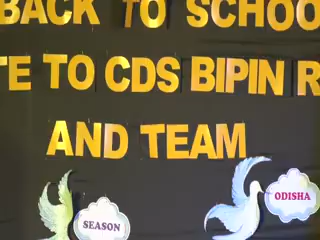 BACK TO SCHOO
TE TO CDS BIPIN R
AND TEAM
SEASON
ODISHA